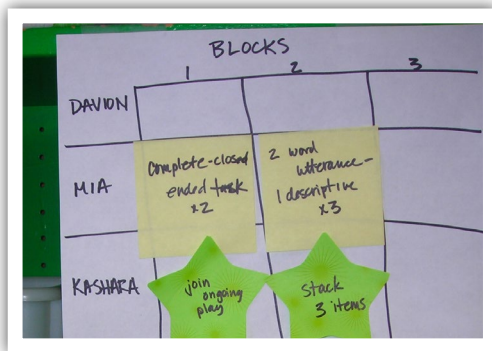 BLOCKS
1 2 3
DAVION
MIA
complete-closed
ended task
x2
2 word
utterance-
1 descriptive
x3
KASHARA
join
ongoing
play
stack
3 items